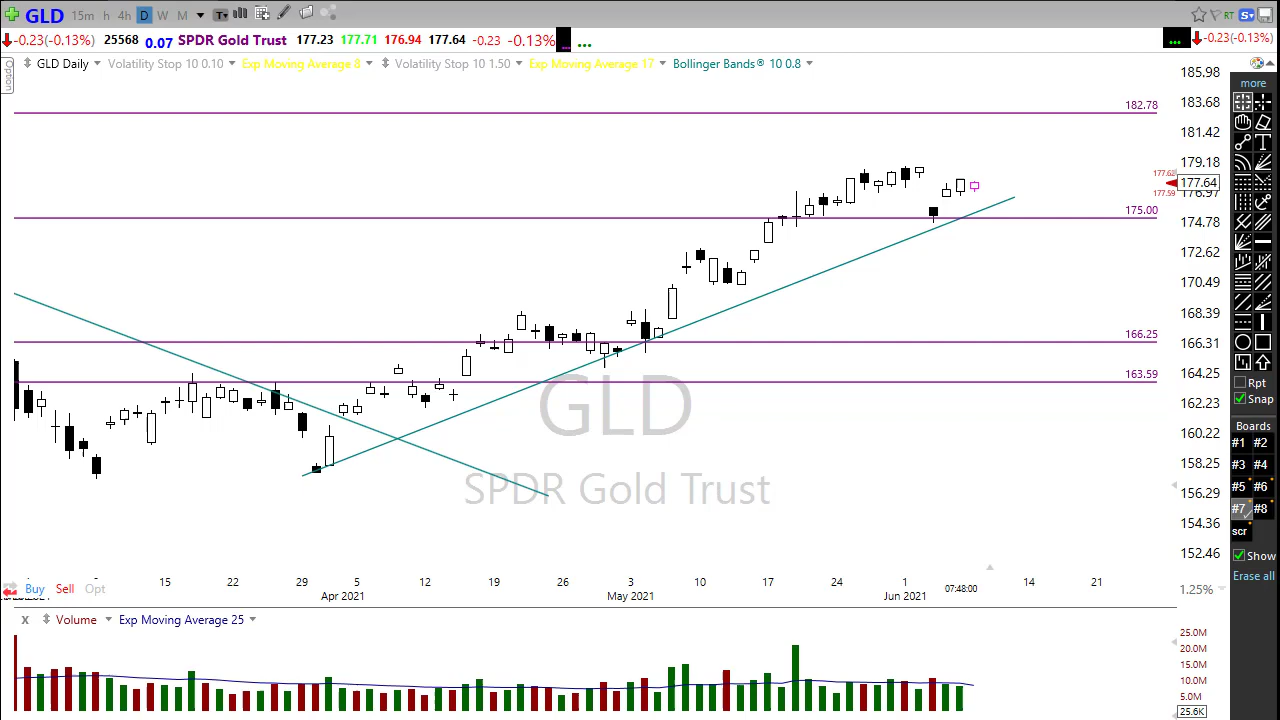 GLD 15m h 4h D W M T RT S
-0.23(-0.13%) 25568 0.07 SPDR Gold Trust 177.23 177.71 176.94 177.64 -0.23 -0.13% ... ... -0.23(-0.13%)
Option
GLD Daily Volatility Stop 10 0.10 Exp Moving Average 8 Volatility Stop 10 1.50 Exp Moving Average 17 Bollinger Bands® 10 0.8
185.98
more
182.78
183.68
181.42
179.18
177.64
176.97
175.00
174.78
172.62
170.49
168.39
166.25
166.31
163.59
164.25
162.23
160.22
158.25
156.29
154.36
152.46
GLD
SPDR Gold Trust
T
Rpt
Snap
Boards
#1 #2
#3 #4
#5 #6
#7 #8
scr
Show
Erase all
15 22 29 5 12 19 26 3 10 17 24 1 14 21
Buy Sell Opt
07:48:00
1.25%
Apr 2021 May 2021 Jun 2021
x Volume Exp Moving Average 25
25.0M
20.0M
15.0M
10.0M
5.0M
25.6K